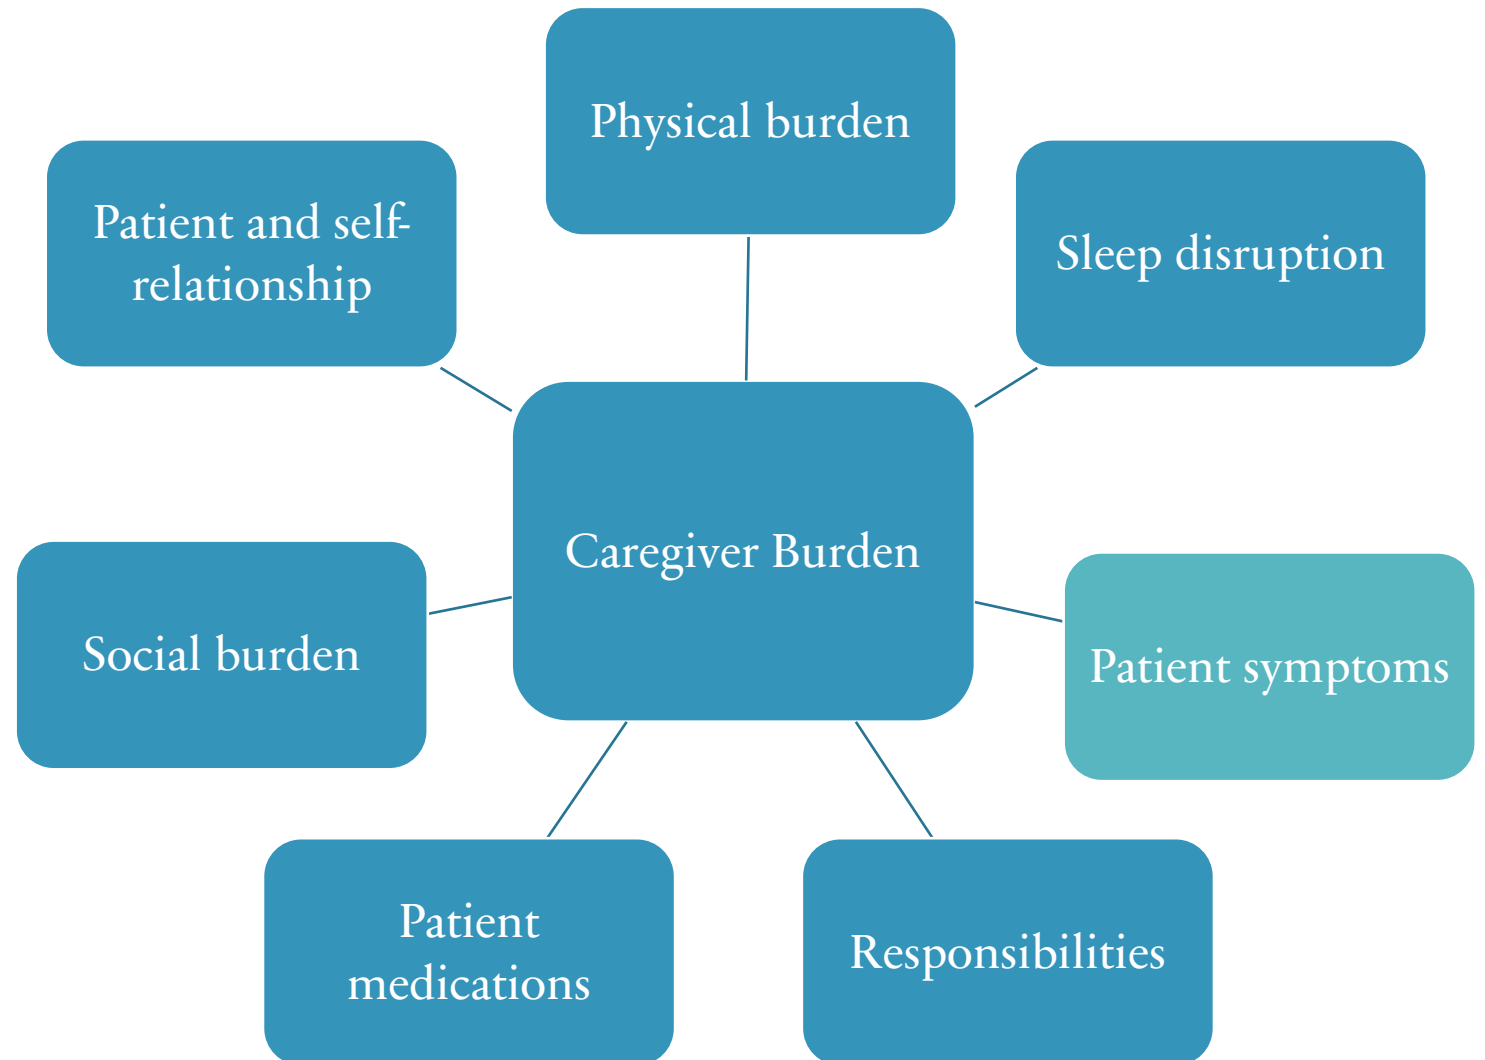 Physical burden
Patient and self-
relationship
Sleep disruption
Caregiver Burden
Social burden
Patient symptoms
Patient
medications
Responsibilities